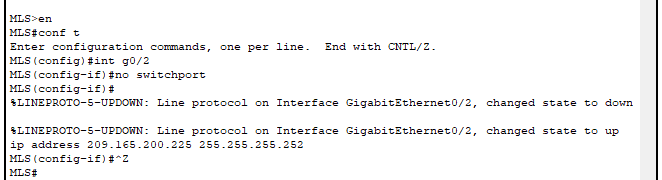 MLS>en
MLS#conf t
Enter configuration commands, one per line.  End with CNTL/Z.
MLS(config)#int g0/2
MLS(config-if)#no switchport
MLS(config-if)#
%LINEPROTO-5-UPDOWN: Line protocol on Interface GigabitEthernet0/2, changed state to down
%LINEPROTO-5-UPDOWN: Line protocol on Interface GigabitEthernet0/2, changed state to up
ip address 209.165.200.225 255.255.255.252
MLS(config-if)#^Z
MLS#